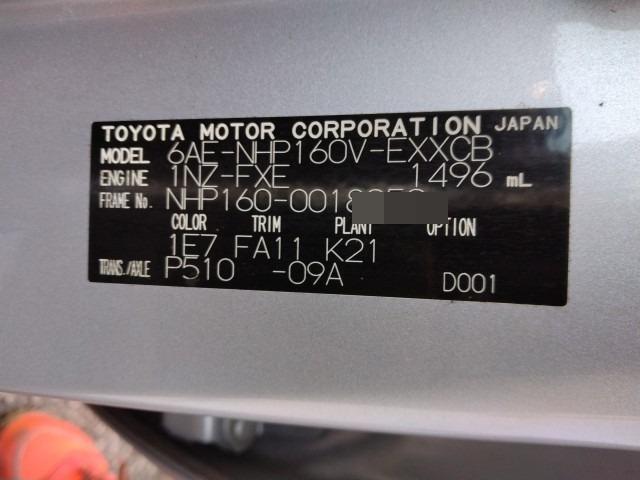 TOYOTA MOTOR CORPORATION JAPAN
MODEL 6AE-NHP160V-EXXCB
ENGINE 1NZ-FXE 1496 mL
FRAME No. NHP160-0018
COLOR TRIM PLANT OPTION
1E7 FA11 K21
TRANS./AXLE P510 -09A D001